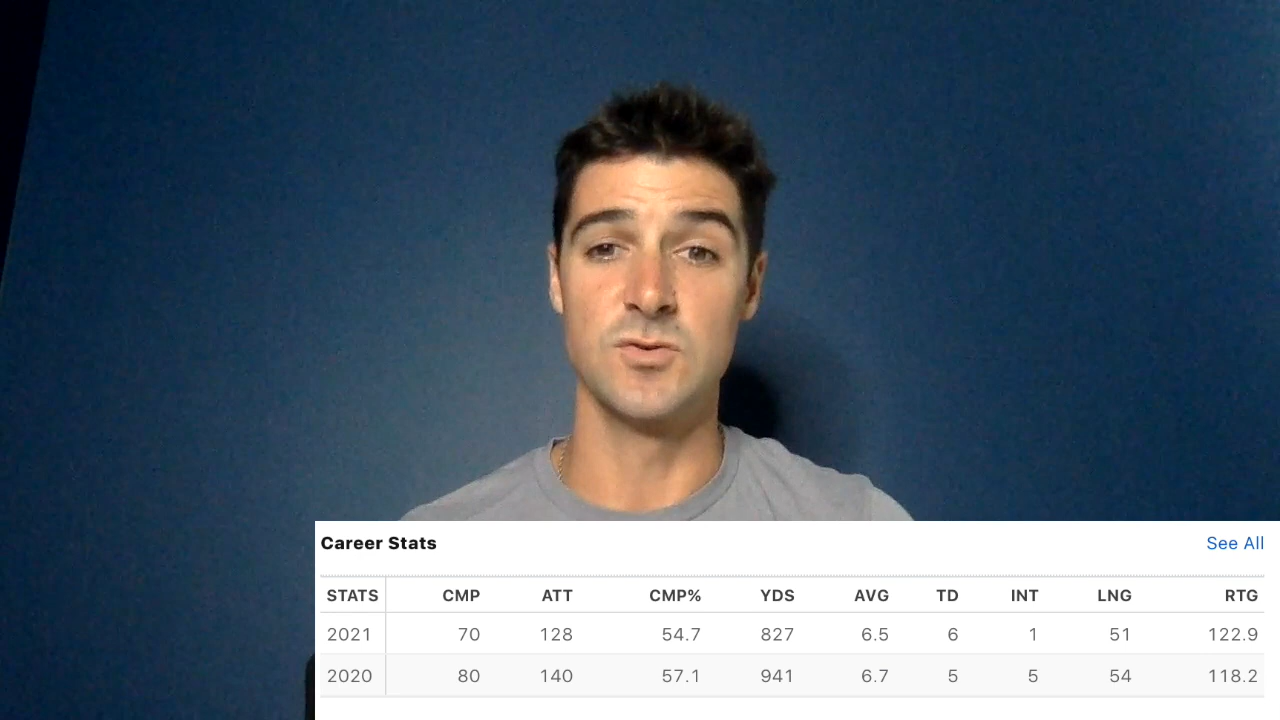 Career Stats See All
STATS CMP ATT CMP% YDS AVG TD INT LNG RTG
2021 70 128 54.7 827 6.5 6 1 51 122.9
2020 80 140 57.1 941 6.7 5 5 54 118.2